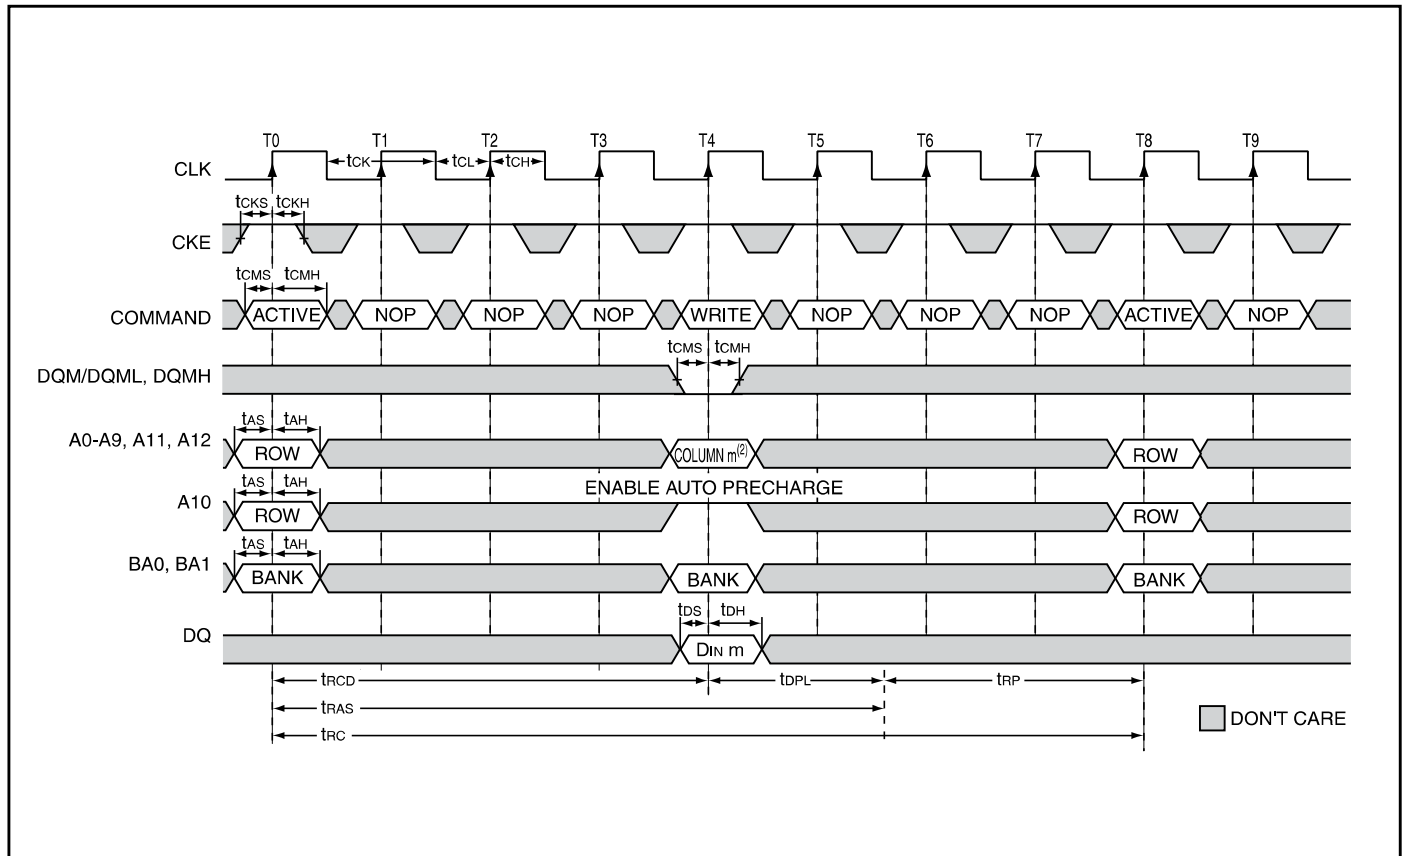 T0 T1 T2 T3 T4 T5 T6 T7 T8 T9
CLK tCK tCL tCH
tCKS tCKH
CKE
tCMS tCMH
COMMAND ACTIVE NOP NOP NOP WRITE NOP NOP NOP ACTIVE NOP
tCMS tCMH
DQM/DQML, DQMH
tAS tAH
A0-A9, A11, A12 ROW COLUMN m(2) ROW
tAS tAH ENABLE AUTO PRECHARGE
A10 ROW ROW
tAS tAH
BA0, BA1 BANK BANK BANK
tDS tDH
DQ DIN m
tRCD tDPL tRP
tRAS
DON'T CARE
tRC